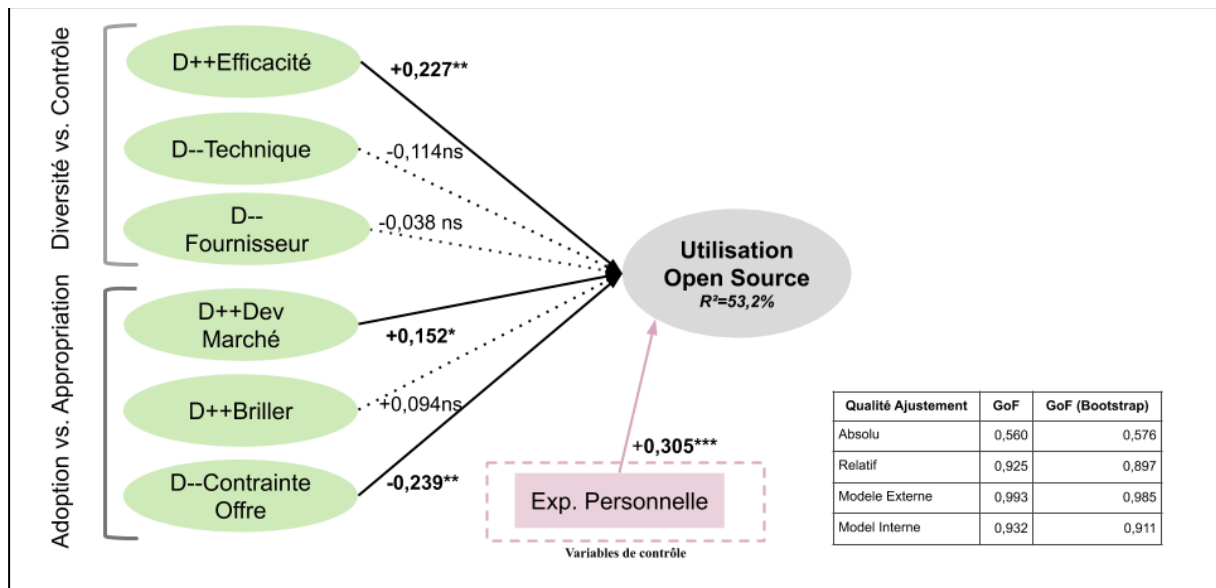 Diversité vs. Contrôle
D++Efficacité
+0,227**
D--Technique
-0,114ns
D--
Fournisseur
-0,038 ns
Adoption vs. Appropriation
D++Dev
Marché
+0,152*
D++Briller
+0,094ns
D--Contrainte
Offre
-0,239**
Utilisation
Open Source
R²=53,2%
+0,305***
Exp. Personnelle
Variables de contrôle
Qualité Ajustement GoF GoF (Bootstrap)
Absolu 0,560 0,576
Relatif 0,925 0,897
Modele Externe 0,993 0,985
Model Interne 0,932 0,911